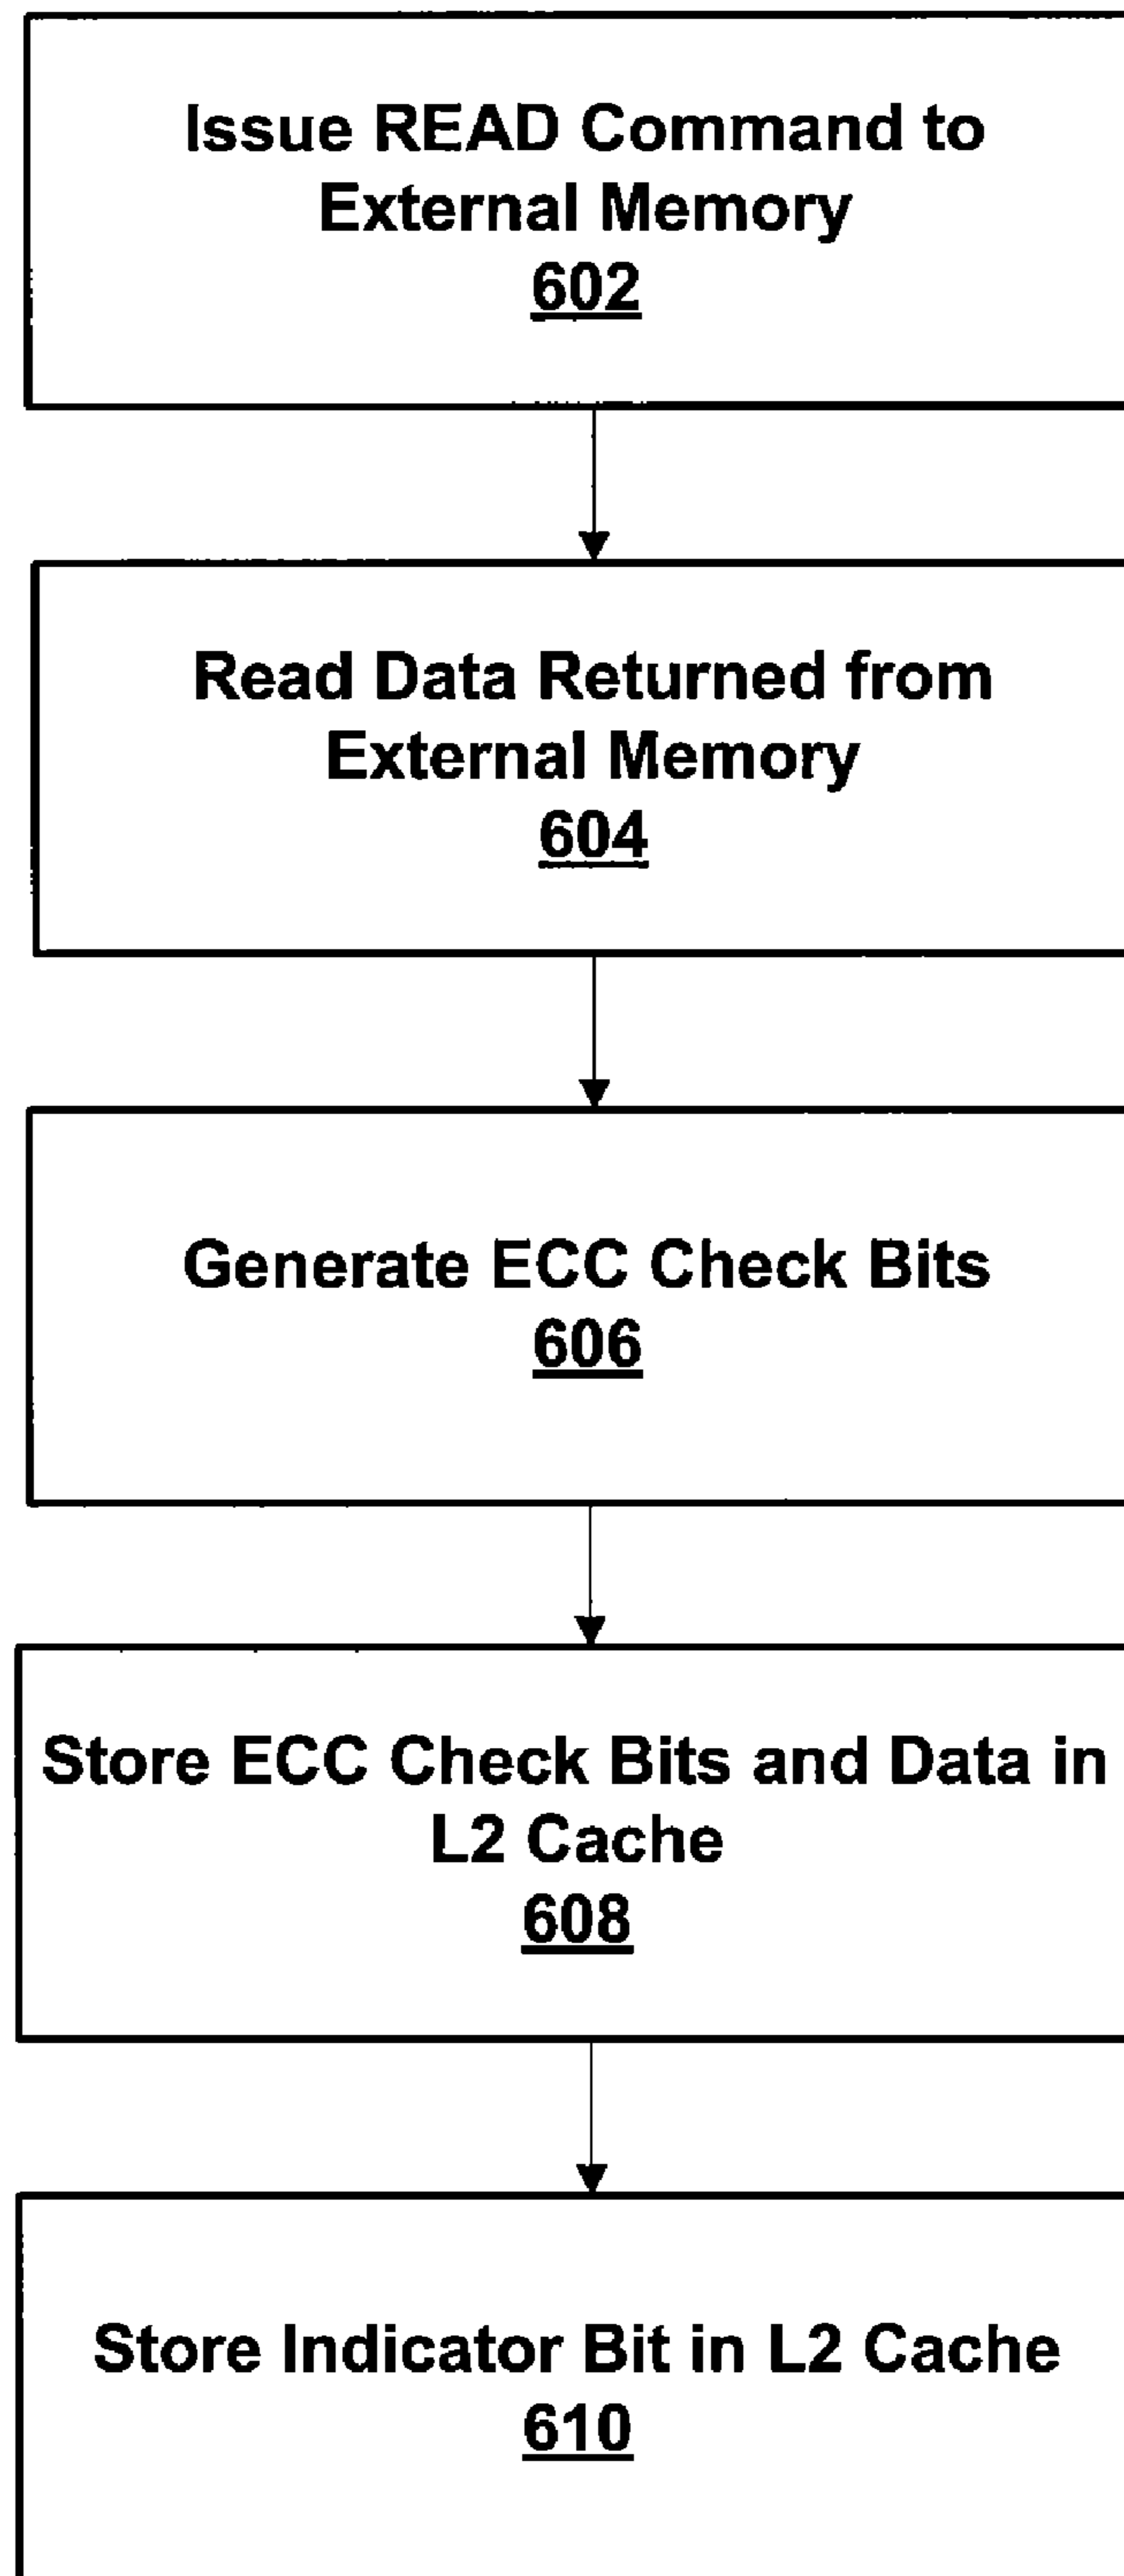 Issue READ Command to
External Memory
602
Read Data Returned from
External Memory
604
Generate ECC Check Bits
606
Store ECC Check Bits and Data in
L2 Cache
608
Store Indicator Bit in L2 Cache
610